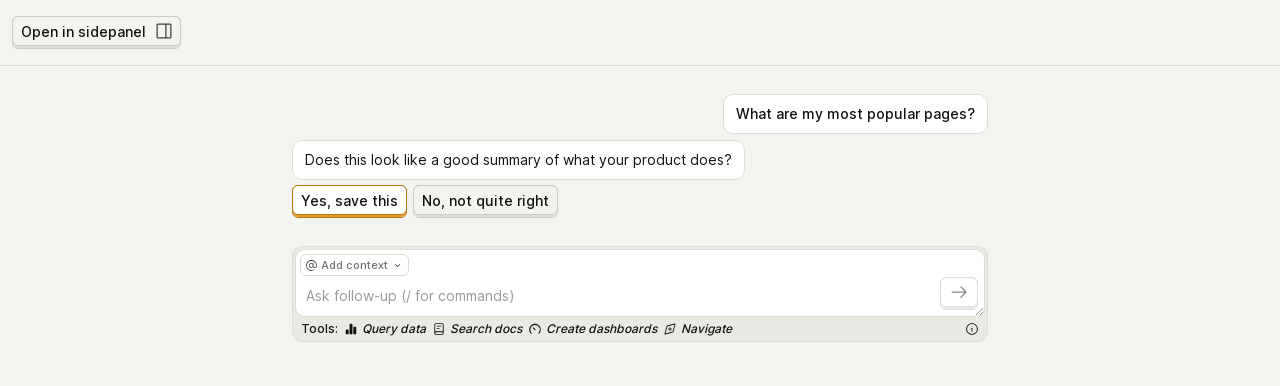 Open in sidepanel
What are my most popular pages?
Does this look like a good summary of what your product does?
Yes, save this
No, not quite right
@ Add context
Ask follow-up (/ for commands)
Tools: Query data Search docs Create dashboards Navigate